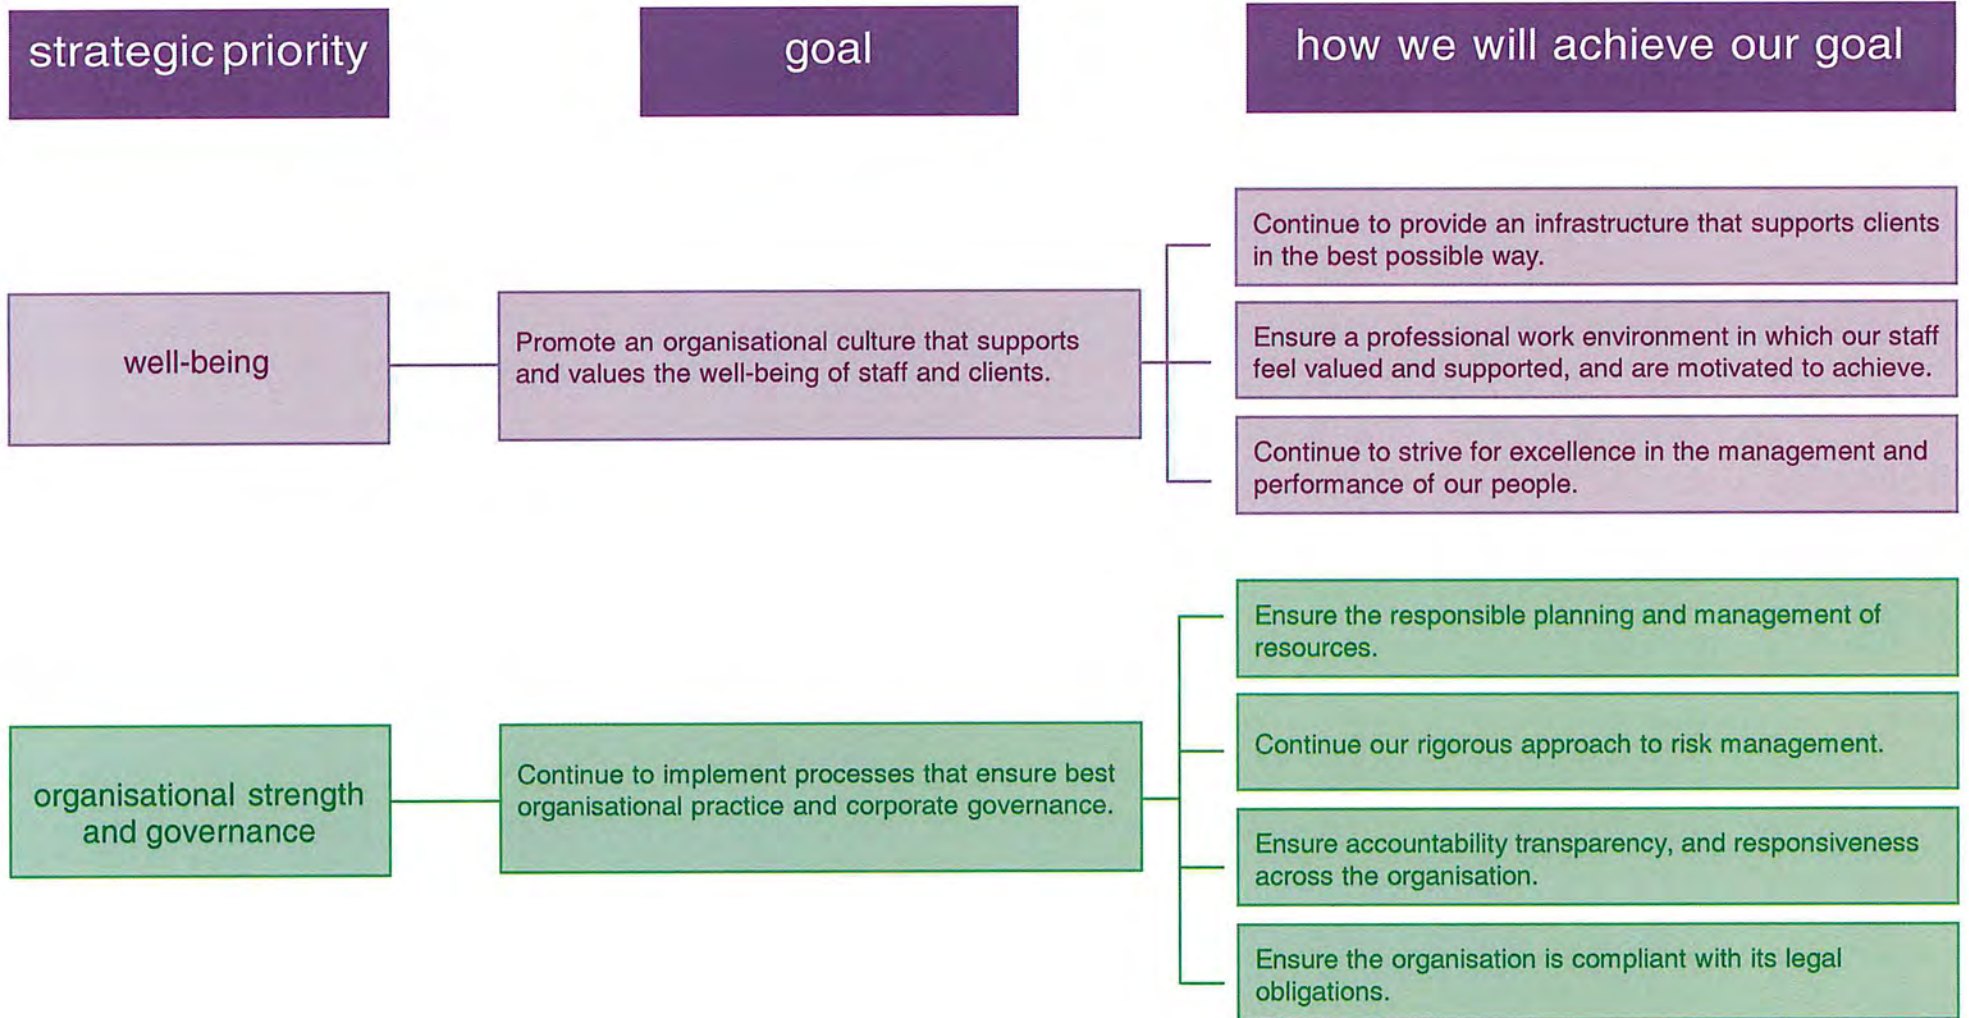 strategic priority
goal
how we will achieve our goal
well-being
Promote an organisational culture that supports
and values the well-being of staff and clients.
Continue to provide an infrastructure that supports clients
in the best possible way.
Ensure a professional work environment in which our staff
feel valued and supported, and are motivated to achieve.
Continue to strive for excellence in the management and
performance of our people.
organisational strength
and governance
Continue to implement processes that ensure best
organisational practice and corporate governance.
Ensure the responsible planning and management of
resources.
Continue our rigorous approach to risk management.
Ensure accountability transparency, and responsiveness
across the organisation.
Ensure the organisation is compliant with its legal
obligations.